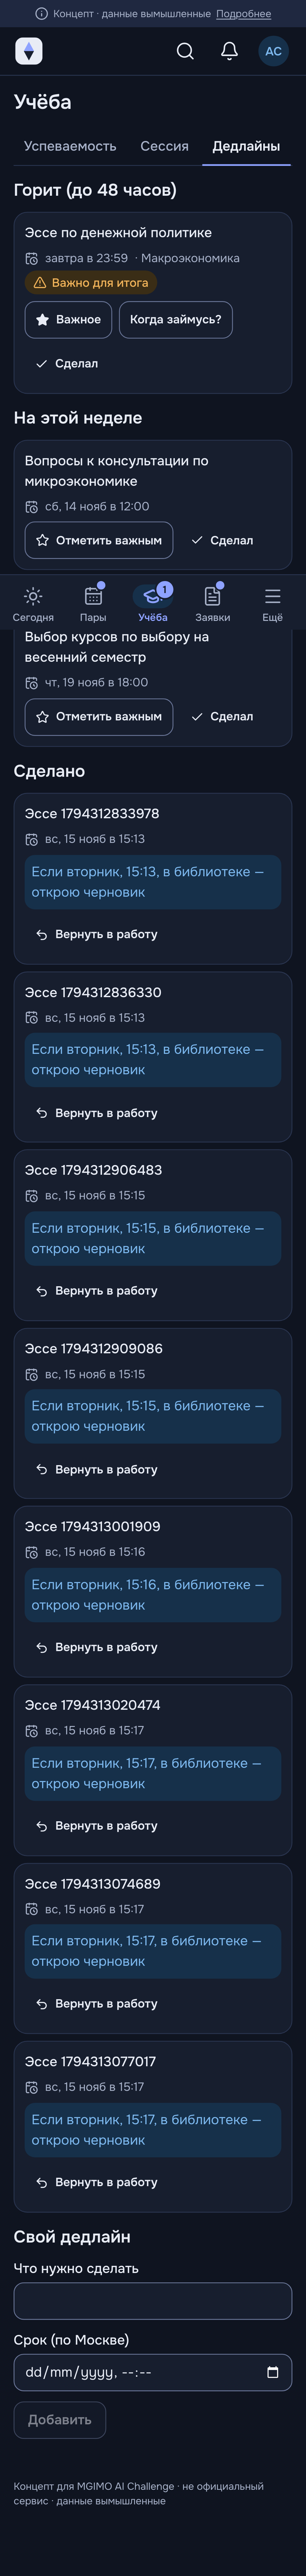 Концепт · данные вымышленные Подробнее
АС
Учёба
Успеваемость Сессия Дедлайны
Горит (до 48 часов)
Эссе по денежной политике
завтра в 23:59 · Макроэкономика
Важно для итога
Важное Когда займусь?
Сделал
На этой неделе
Вопросы к консультации по
микроэкономике
сб, 14 нояб в 12:00
Отметить важным Сделал
1
Сегодня Пары Учёба Заявки Ещё
Выбор курсов по выбору на
весенний семестр
чт, 19 нояб в 18:00
Отметить важным Сделал
Сделано
Эссе 1794312833978
вс, 15 нояб в 15:13
Если вторник, 15:13, в библиотеке —
открою черновик
Вернуть в работу
Эссе 1794312836330
вс, 15 нояб в 15:13
Если вторник, 15:13, в библиотеке —
открою черновик
Вернуть в работу
Эссе 1794312906483
вс, 15 нояб в 15:15
Если вторник, 15:15, в библиотеке —
открою черновик
Вернуть в работу
Эссе 1794312909086
вс, 15 нояб в 15:15
Если вторник, 15:15, в библиотеке —
открою черновик
Вернуть в работу
Эссе 1794313001909
вс, 15 нояб в 15:16
Если вторник, 15:16, в библиотеке —
открою черновик
Вернуть в работу
Эссе 1794313020474
вс, 15 нояб в 15:17
Если вторник, 15:17, в библиотеке —
открою черновик
Вернуть в работу
Эссе 1794313074689
вс, 15 нояб в 15:17
Если вторник, 15:17, в библиотеке —
открою черновик
Вернуть в работу
Эссе 1794313077017
вс, 15 нояб в 15:17
Если вторник, 15:17, в библиотеке —
открою черновик
Вернуть в работу
Свой дедлайн
Что нужно сделать
Срок (по Москве)
dd/mm/yyyy, --:--
Добавить
Концепт для MGIMO AI Challenge · не официальный
сервис · данные вымышленные